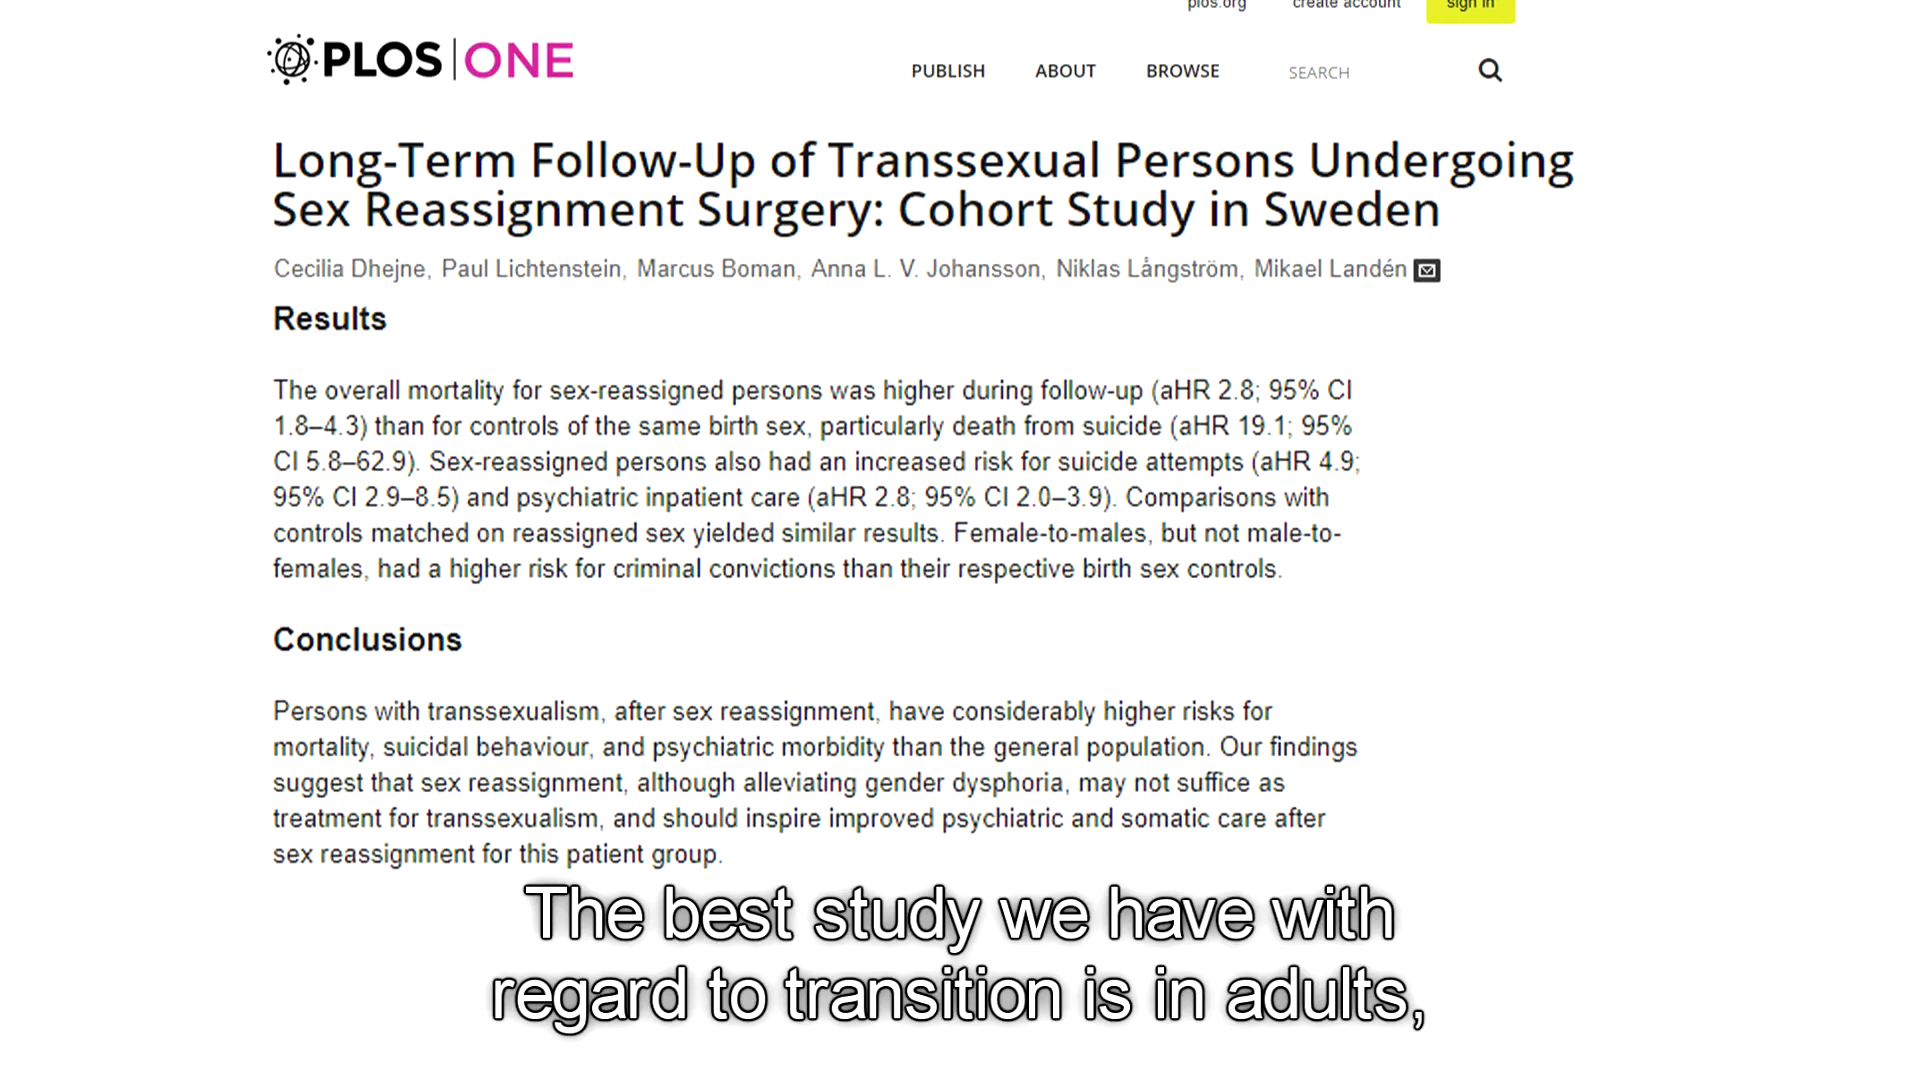 plos.org create account sign in
PLOS ONE
PUBLISH ABOUT BROWSE SEARCH
Long-Term Follow-Up of Transsexual Persons Undergoing
Sex Reassignment Surgery: Cohort Study in Sweden
Cecilia Dhejne, Paul Lichtenstein, Marcus Boman, Anna L. V. Johansson, Niklas Långström, Mikael Landén
Results
The overall mortality for sex-reassigned persons was higher during follow-up (aHR 2.8; 95% CI
1.8–4.3) than for controls of the same birth sex, particularly death from suicide (aHR 19.1; 95%
CI 5.8–62.9). Sex-reassigned persons also had an increased risk for suicide attempts (aHR 4.9;
95% CI 2.9–8.5) and psychiatric inpatient care (aHR 2.8; 95% CI 2.0–3.9). Comparisons with
controls matched on reassigned sex yielded similar results. Female-to-males, but not male-to-
females, had a higher risk for criminal convictions than their respective birth sex controls.
Conclusions
Persons with transsexualism, after sex reassignment, have considerably higher risks for
mortality, suicidal behaviour, and psychiatric morbidity than the general population. Our findings
suggest that sex reassignment, although alleviating gender dysphoria, may not suffice as
treatment for transsexualism, and should inspire improved psychiatric and somatic care after
sex reassignment for this patient group.
The best study we have with
regard to transition is in adults,